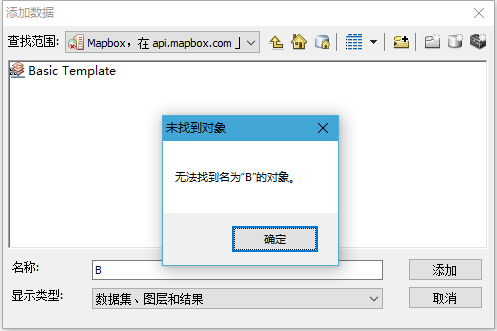 添加数据
查找范围: Mapbox，在 api.mapbox.com 上
Basic Template
未找到对象
无法找到名为"B"的对象。
确定
名称: B 添加
显示类型: 数据集、图层和结果 取消